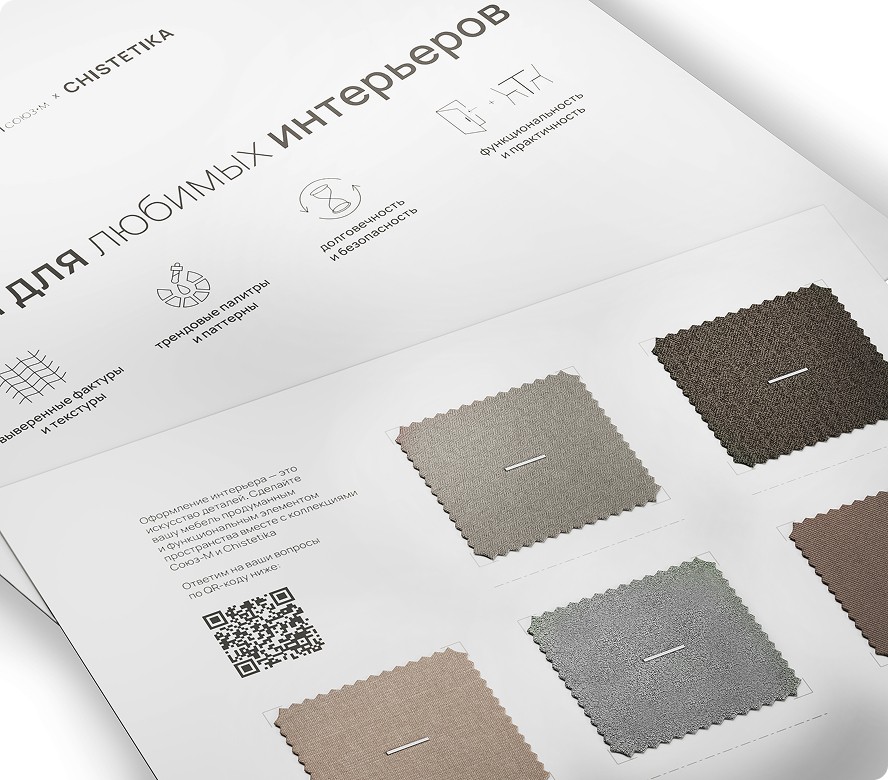 СОЮЗ-М × CHISTETIKA
для любимых интерьеров
выверенные фактуры
и текстуры
трендовые палитры
и паттерны
долговечность
и безопасность
функциональность
и практичность
Оформление интерьера — это
искусство деталей. Сделайте
вашу мебель продуманным
и функциональным элементом
пространства вместе с коллекциями
Союз-М и Chistetika
Ответим на ваши вопросы
по QR-коду ниже: